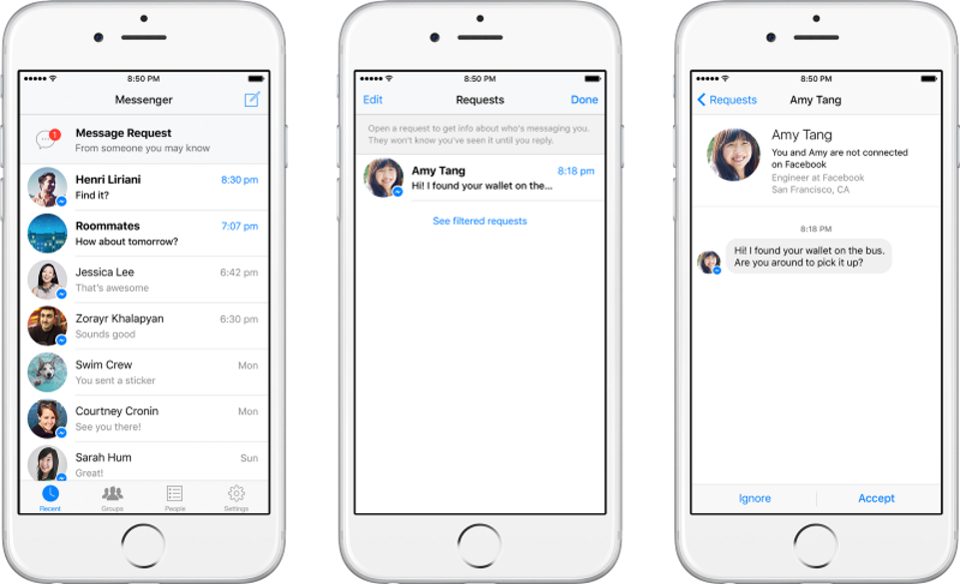 8:50 PM
Messenger
1
Message Request
From someone you may know
Henri Liriani 8:30 pm
Find it?
Roommates 7:07 pm
How about tomorrow?
Jessica Lee 6:42 pm
That's awesome
Zorayr Khalapyan 6:30 pm
Sounds good
Swim Crew Mon
You sent a sticker
Courtney Cronin Mon
See you there!
Sarah Hum Sun
Great!
Recent Groups People Settings
8:50 PM
Edit Requests Done
Open a request to get info about who's messaging you.
They won't know you've seen it until you reply.
Amy Tang 8:18 pm
Hi! I found your wallet on the...
See filtered requests
8:50 PM
Requests Amy Tang
Amy Tang
You and Amy are not connected
on Facebook
Engineer at Facebook
San Francisco, CA
8:18 PM
Hi! I found your wallet on the bus.
Are you around to pick it up?
Ignore Accept